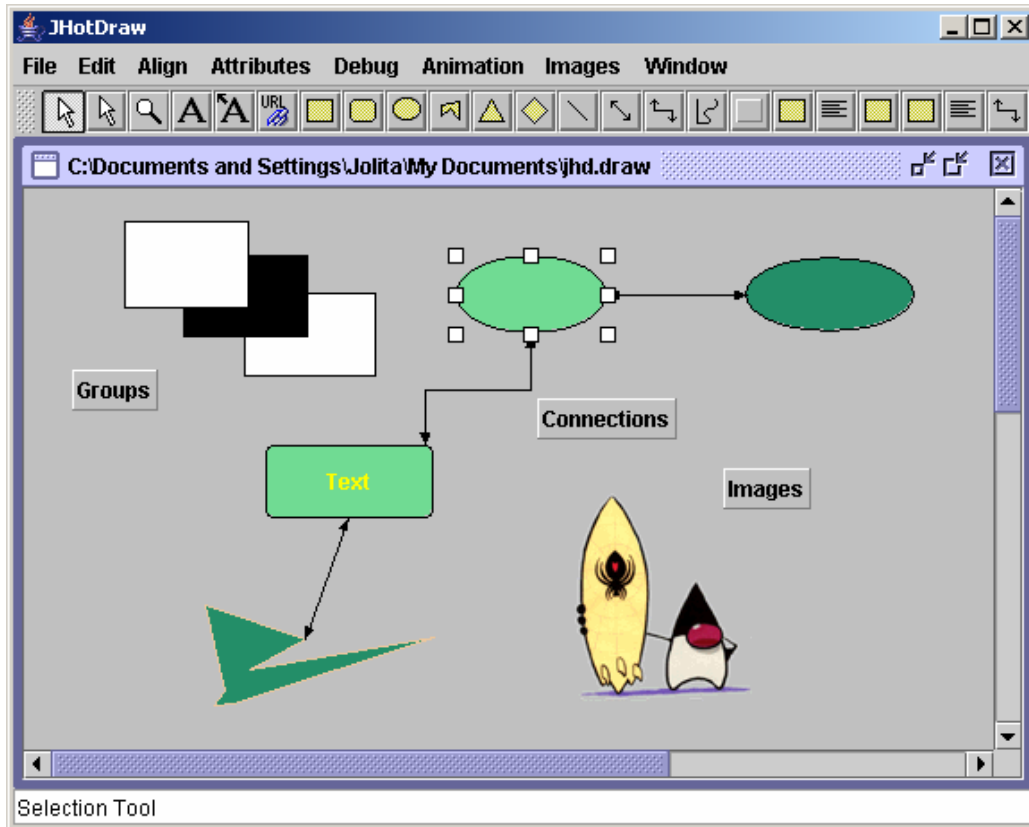 JHotDraw
File Edit Align Attributes Debug Animation Images Window
A A URL
C:\Documents and Settings\Jolita\My Documents\jhd.draw
Groups
Connections
Text
Images
Selection Tool